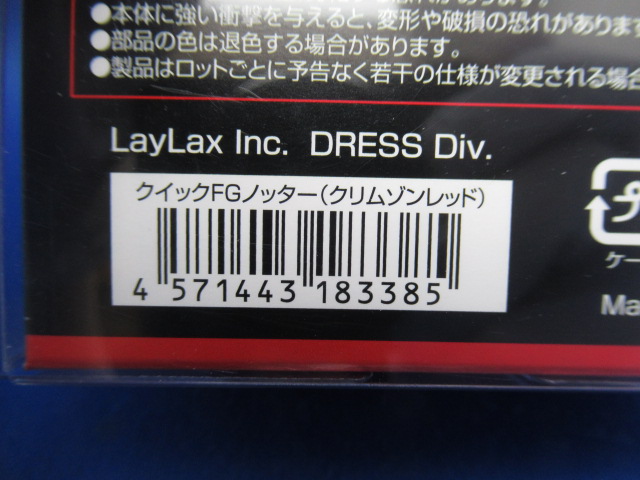 ●本体に強い衝撃を与えると、変形や破損の恐れがあります
●部品の色は退色する場合があります。
●製品はロットごとに予告なく若干の仕様が変更される場合
LayLax Inc. DRESS Div.
クイックFGノッター(クリムゾンレッド)
4 571443 183385
プ
ケー
Ma